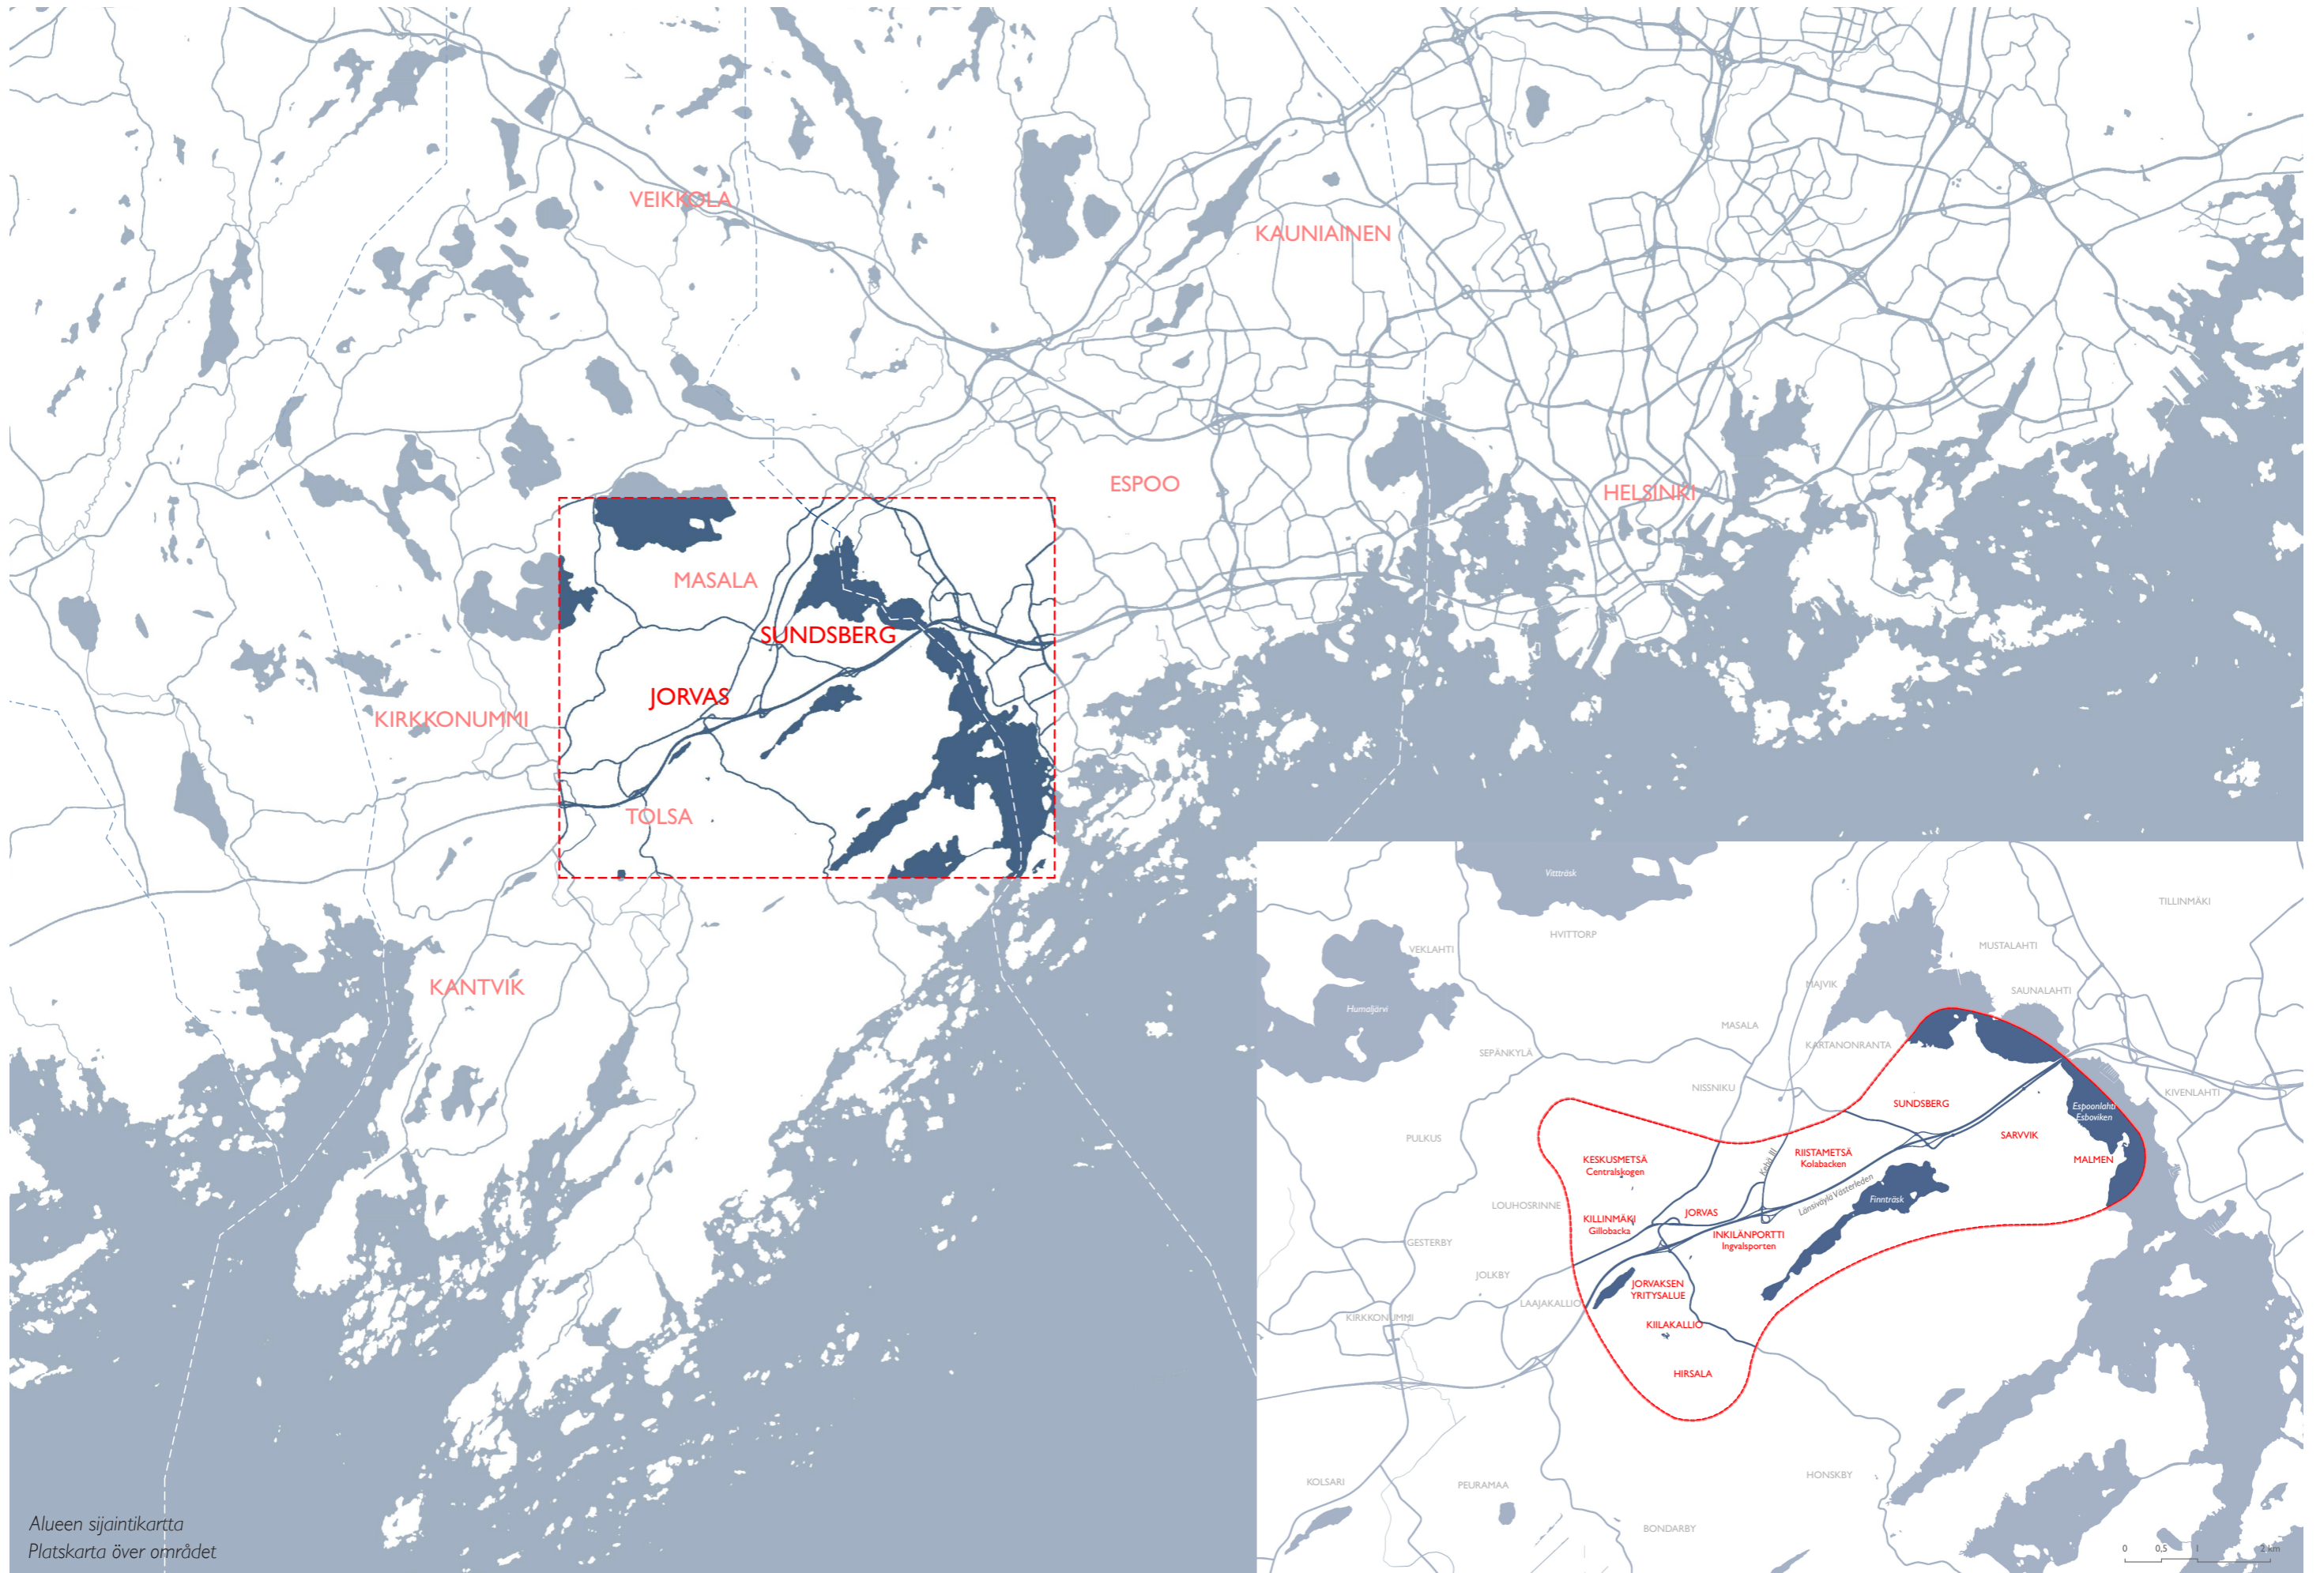 VEIKKOLA
KAUNIAINEN
ESPOO
HELSINKI
MASALA
SUNDSBERG
JORVAS
KIRKKONUMMI
TOLSA
KANTVIK
Vitträsk
TILLINMÄKI
HVITTORP
MUSTALAHTI
VEKLAHTI
MAJVIK
SAUNALAHTI
Humaljärvi
MASALA
KARTANONRANTA
SEPÄNKYLÄ
NISSNIKU
KIVENLAHTI
SUNDSBERG
Espoonlahti
Esboviken
PULKUS
SARVVIK
RIISTAMETSÄ
Kolabacken
KESKUSMETSÄ
Centralskogen
MALMEN
Kehä III
Länsiväylä Västerleden
Finnträsk
LOUHOSRINNE
JORVAS
KILLINMÄKI
Gillobacka
INKILÄNPORTTI
Ingvalsporten
GESTERBY
JOLKBY
JORVAKSEN
YRITYSALUE
LAAJAKALLIO
KIRKKONUMMI
KIILAKALLIO
HIRSALA
KOLSARI
PEURAMAA
HONSKBY
BONDARBY
Alueen sijaintikartta
Platskarta över området
0 0,5 1 2 km